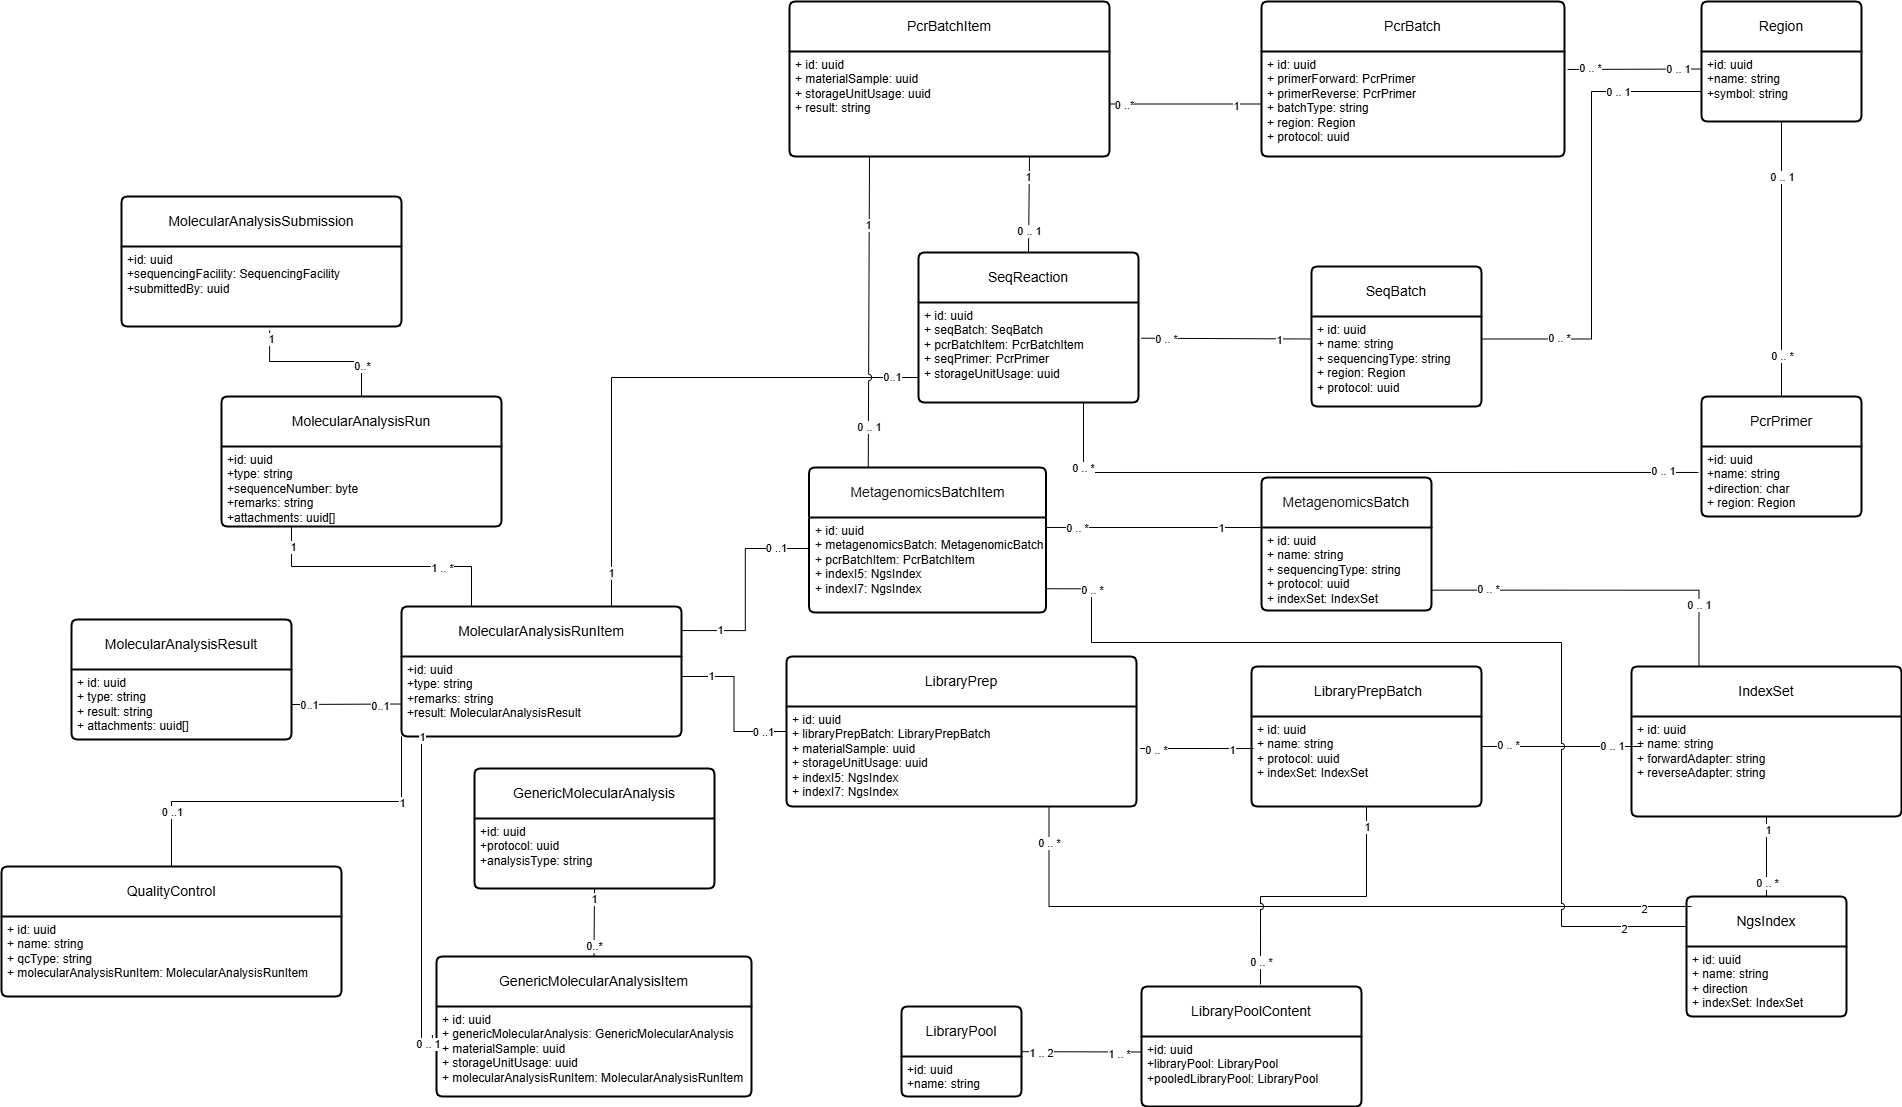 PcrBatchItem
+ id: uuid
+ materialSample: uuid
+ storageUnitUsage: uuid
+ result: string
0 ..*
1
PcrBatch
+ id: uuid
+ primerForward: PcrPrimer
+ primerReverse: PcrPrimer
+ batchType: string
+ region: Region
+ protocol: uuid
0 .. *
0 .. 1
0 .. 1
Region
+id: uuid
+name: string
+symbol: string
1
0 .. 1
1
0 .. 1
0 .. 1
0 .. *
MolecularAnalysisSubmission
+id: uuid
+sequencingFacility: SequencingFacility
+submittedBy: uuid
1
0..*
SeqReaction
+ id: uuid
+ seqBatch: SeqBatch
+ pcrBatchItem: PcrBatchItem
+ seqPrimer: PcrPrimer
+ storageUnitUsage: uuid
0 .. *
1
SeqBatch
+ id: uuid
+ name: string
+ sequencingType: string
+ region: Region
+ protocol: uuid
0 .. *
0..1
1
0 .. *
0 .. 1
MolecularAnalysisRun
+id: uuid
+type: string
+sequenceNumber: byte
+remarks: string
+attachments: uuid[]
1
1 .. *
PcrPrimer
+id: uuid
+name: string
+direction: char
+ region: Region
MetagenomicsBatchItem
+ id: uuid
+ metagenomicsBatch: MetagenomicBatch
+ pcrBatchItem: PcrBatchItem
+ indexI5: NgsIndex
+ indexI7: NgsIndex
0 .. *
1
0 .. *
MetagenomicsBatch
+ id: uuid
+ name: string
+ sequencingType: string
+ protocol: uuid
+ indexSet: IndexSet
0 .. *
0 .. 1
0 ..1
1
MolecularAnalysisResult
+ id: uuid
+ type: string
+ result: string
+ attachments: uuid[]
0..1
0..1
MolecularAnalysisRunItem
+id: uuid
+type: string
+remarks: string
+result: MolecularAnalysisResult
1
0 ..1
LibraryPrep
+ id: uuid
+ libraryPrepBatch: LibraryPrepBatch
+ materialSample: uuid
+ storageUnitUsage: uuid
+ indexI5: NgsIndex
+ indexI7: NgsIndex
0 .. *
1
LibraryPrepBatch
+ id: uuid
+ name: string
+ protocol: uuid
+ indexSet: IndexSet
0 .. *
0 .. 1
IndexSet
+ id: uuid
+ name: string
+ forwardAdapter: string
+ reverseAdapter: string
1
1
0 ..1
GenericMolecularAnalysis
+id: uuid
+protocol: uuid
+analysisType: string
1
0..*
0 .. *
1
1
0 .. *
2
2
0 .. *
QualityControl
+ id: uuid
+ name: string
+ qcType: string
+ molecularAnalysisRunItem: MolecularAnalysisRunItem
GenericMolecularAnalysisItem
+ id: uuid
+ genericMolecularAnalysis: GenericMolecularAnalysis
+ materialSample: uuid
+ storageUnitUsage: uuid
+ molecularAnalysisRunItem: MolecularAnalysisRunItem
0 .. 1
LibraryPool
+id: uuid
+name: string
1 .. 2
1 .. *
LibraryPoolContent
+id: uuid
+libraryPool: LibraryPool
+pooledLibraryPool: LibraryPool
NgsIndex
+ id: uuid
+ name: string
+ direction
+ indexSet: IndexSet